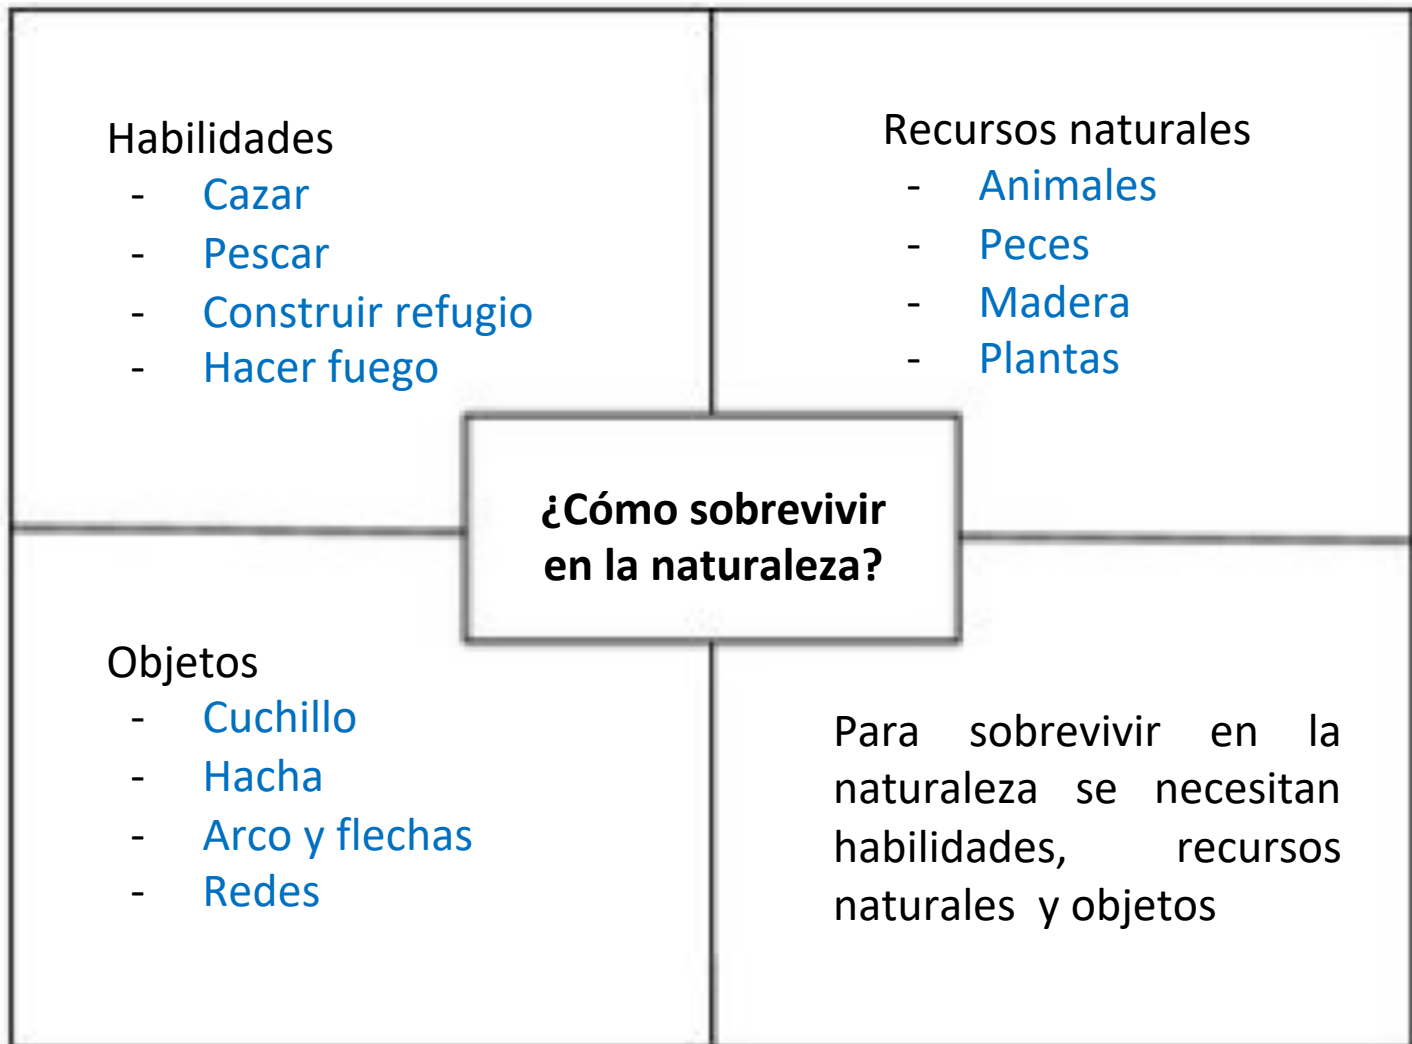 Habilidades
- Cazar
- Pescar
- Construir refugio
- Hacer fuego
Recursos naturales
- Animales
- Peces
- Madera
- Plantas
¿Cómo sobrevivir
en la naturaleza?
Objetos
- Cuchillo
- Hacha
- Arco y flechas
- Redes
Para sobrevivir en la
naturaleza se necesitan
habilidades, recursos
naturales y objetos